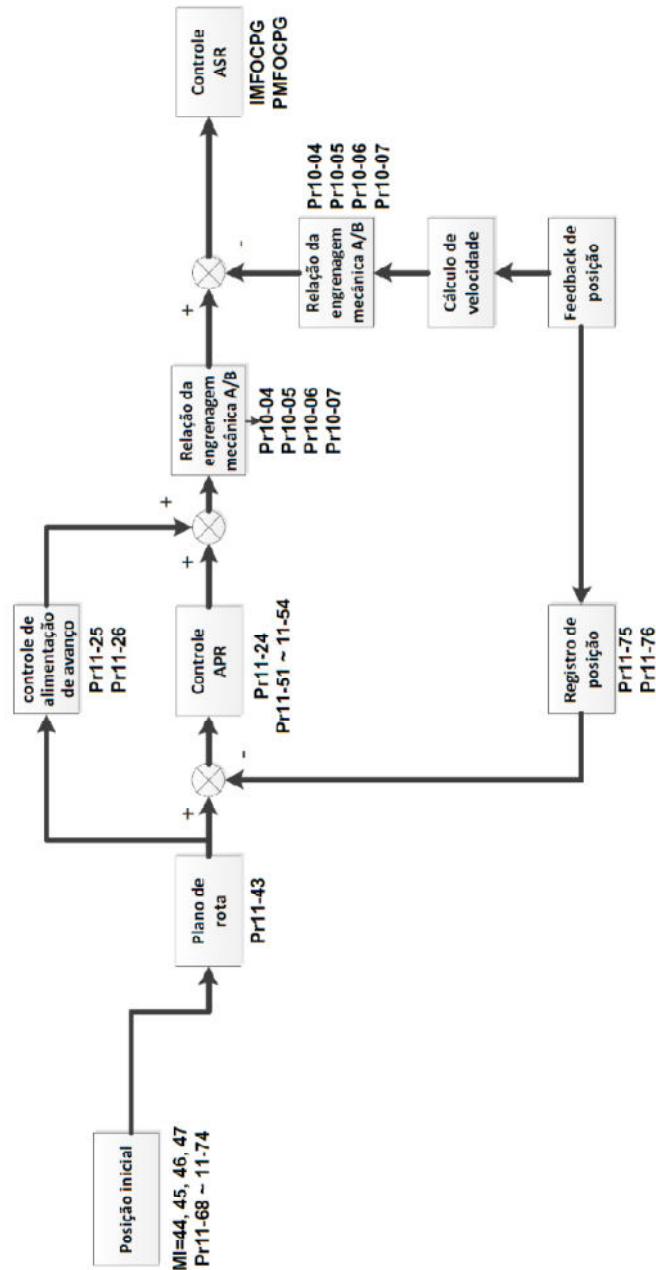 Posição inicial
MI=44, 45, 46, 47
Pr11-68 ~ 11-74
Plano de
rota
Pr11-43
controle de
alimentação
de avanço
Pr11-25
Pr11-26
+
-
Controle
APR
Pr11-24
Pr11-51 ~ 11-54
+
+
Relação da
engrenagem
mecânica A/B
Pr10-04
Pr10-05
Pr10-06
Pr10-07
+
-
Controle
ASR
IMFOCPG
PMFOCPG
Relação da
engrenagem
mecânica A/B
Pr10-04
Pr10-05
Pr10-06
Pr10-07
Cálculo de
velocidade
Feedback de
posição
Registro de
posição
Pr11-75
Pr11-76